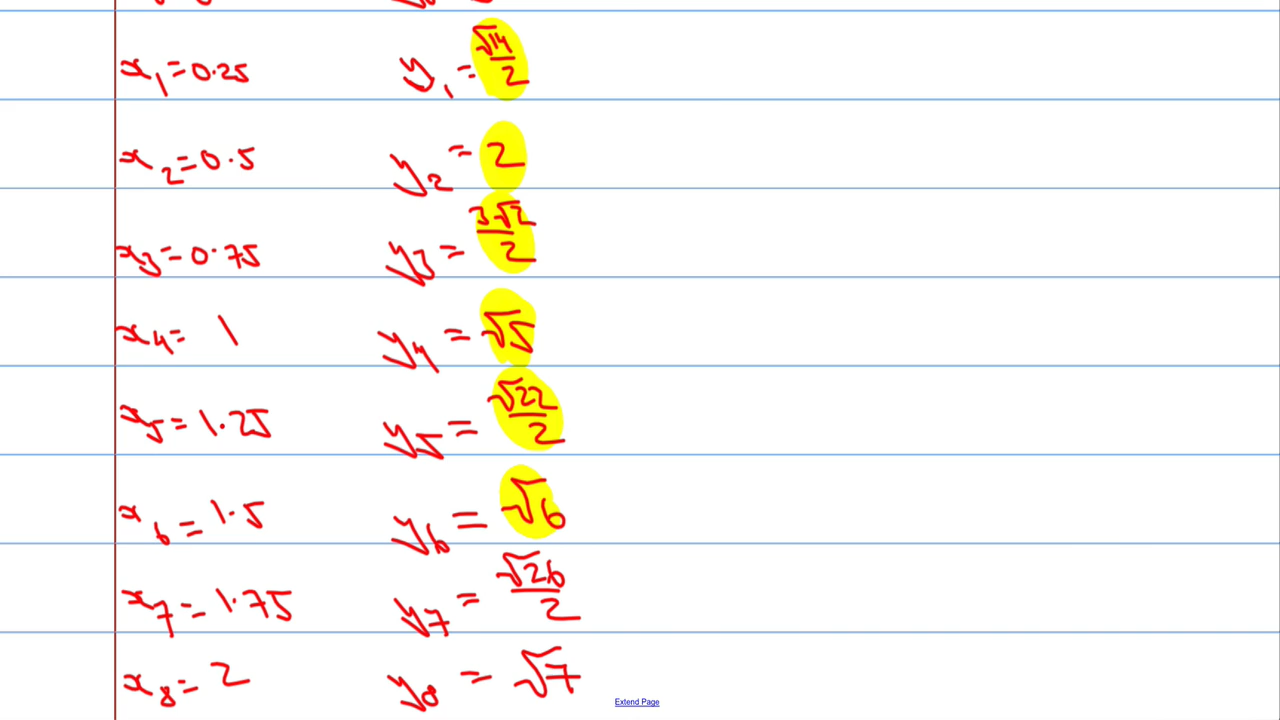 x₁=0.25 y₁=√14/2
x₂=0.5 y₂=2
x₃=0.75 y₃=3√2/2
x₄=1 y₄=√5
x₅=1.25 y₅=√22/2
x₆=1.5 y₆=√6
x₇=1.75 y₇=√26/2
x₈=2 y₈=√7
Extend Page